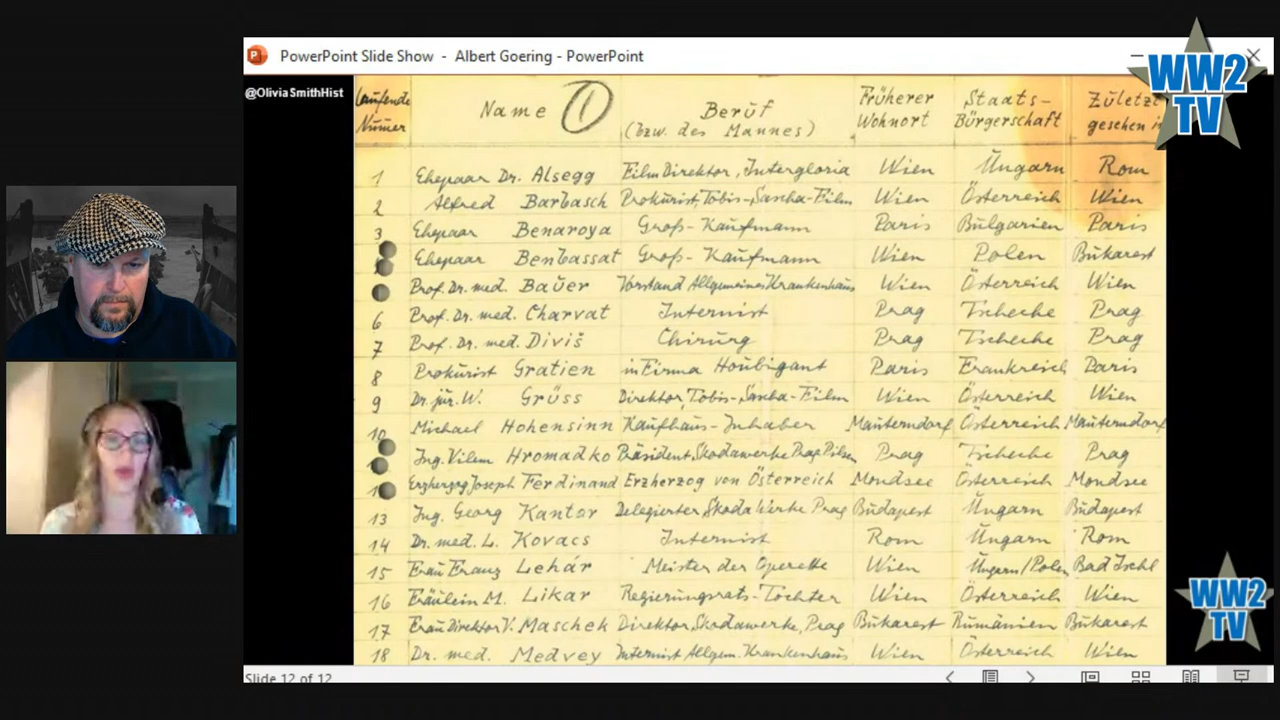 PowerPoint Slide Show - Albert Goering - PowerPoint
WW2
TV
@OliviaSmithHist
Laufende Numer Name 1 Beruf (bzw. des Mannes) Früherer Wohnort Staats-Bürgerschaft Zuletzt gesehen in
1 Ehepaar Dr. Alsegg Film Direktor, Intergloria Wien Ungarn Rom
2 Alfred Barbasch Prokurist, Tobis-Sascha-Film Wien Österreich Wien
3 Ehepaar Benaroya Groß-Kaufmann Paris Bulgarien Paris
Ehepaar Benbassat Groß-Kaufmann Wien Polen Bukarest
Prof. Dr. med. Bauer Vorstand Allgemeines Krankenhaus Wien Österreich Wien
6 Prof. Dr. med. Charvat Internist Prag Tscheche Prag
7 Prof. Dr. med. Diviš Chirurg Prag Tscheche Prag
8 Prokurist Gratien in Firma Houbigant Paris Frankreich Paris
9 Dr. jur. W. Grüss Direktor, Tobis-Sascha-Film Wien Österreich Wien
10 Michael Hohensinn Kaufhaus-Inhaber Mauterndorf Österreich Mauterndorf
Ing. Vilem Hromadko Präsident Skodawerke Prag Pilsen Prag Tscheche Prag
1 Erzherzog Joseph Ferdinand Erzherzog von Österreich Mondsee Österreich Mondsee
13 Ing. Georg Kantor Delegierter Skoda Werke Prag Budapest Ungarn Budapest
14 Dr. med. L. Kovacs Internist Rom Ungarn Rom
15 Frau Franz Lehár Meister der Operette Wien Ungarn/Polen Bad Ischl
16 Fräulein M. Likar Regierungsrats-Tochter Wien Österreich Wien
17 Frau Direktor V. Maschek Direktor, Skodawerke, Prag Bukarest Rumänien Bukarest
18 Dr. med. Medvey Internist Allgem. Krankenhaus Wien Österreich Wien
WW2
TV
Slide 12 of 12